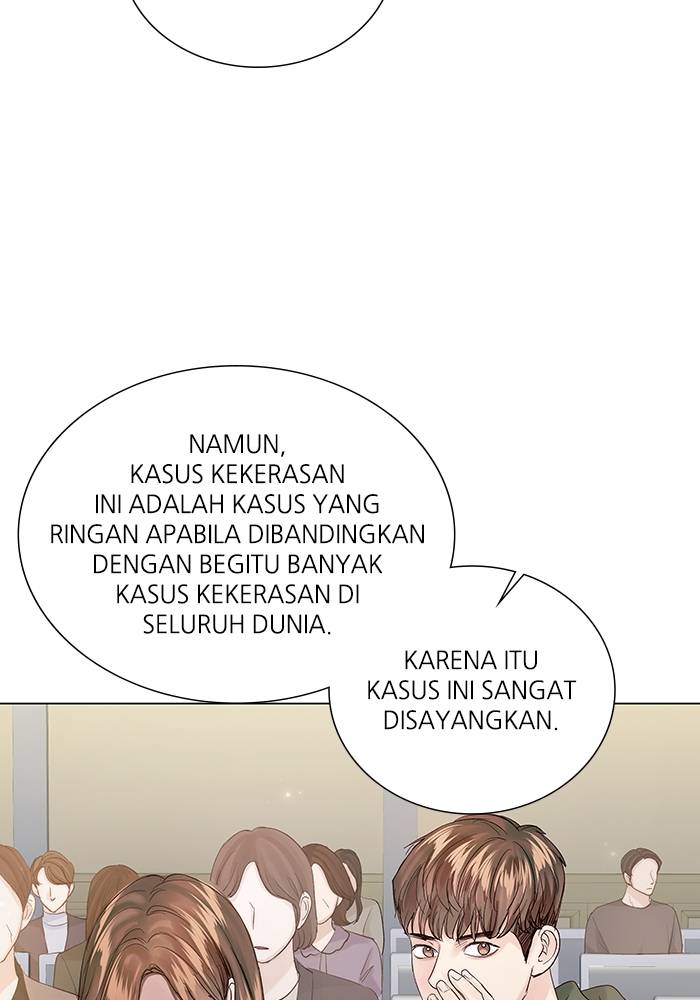 NAMUN,
KASUS KEKERASAN
INI ADALAH KASUS YANG
RINGAN APABILA DIBANDINGKAN
DENGAN BEGITU BANYAK
KASUS KEKERASAN DI
SELURUH DUNIA.
KARENA ITU
KASUS INI SANGAT
DISAYANGKAN.